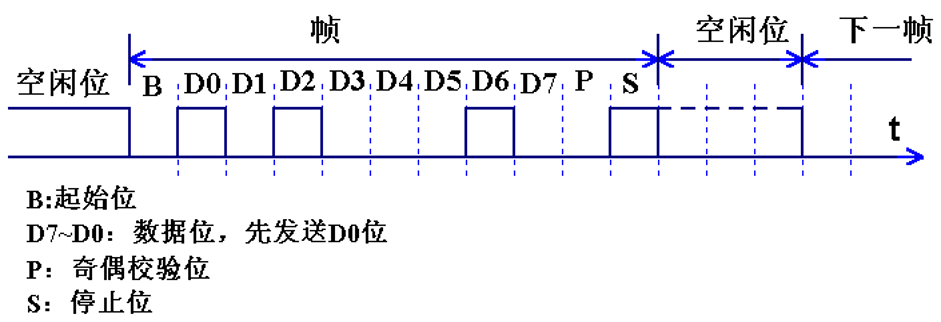 帧 空闲位 下一帧
空闲位 B D0 D1 D2 D3 D4 D5 D6 D7 P S
t
B:起始位
D7~D0：数据位，先发送D0位
P：奇偶校验位
S：停止位